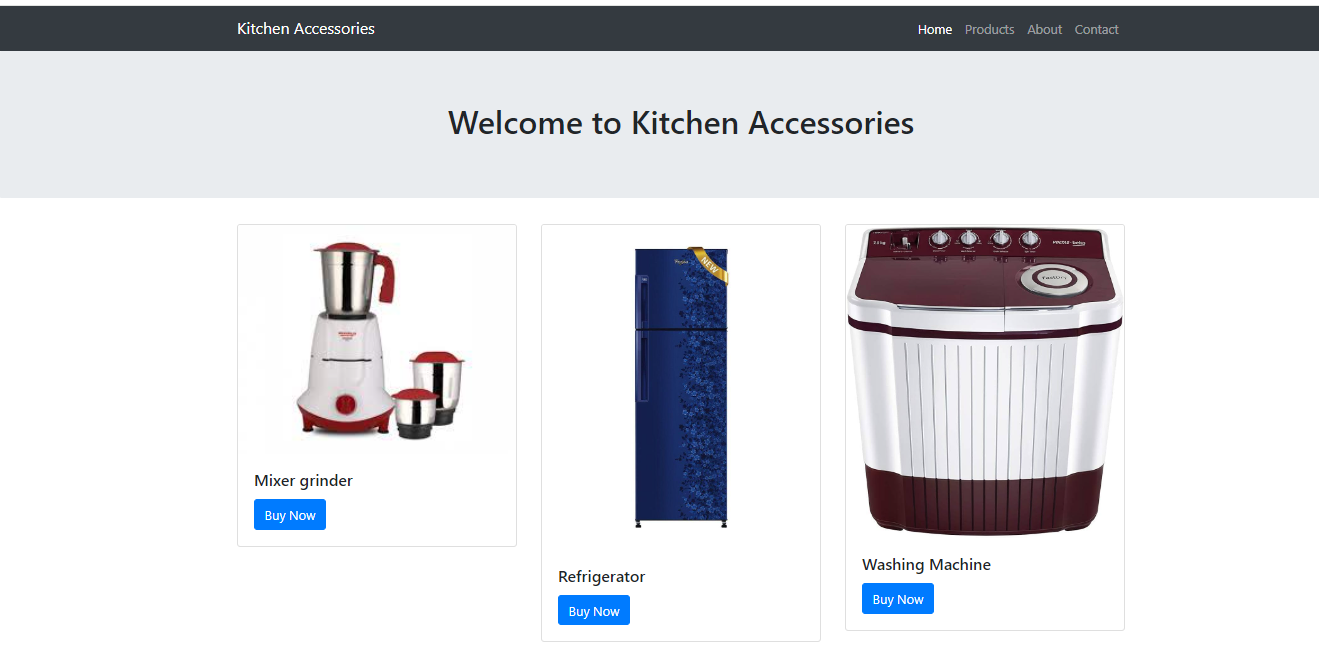 Kitchen Accessories
Home Products About Contact
Welcome to Kitchen Accessories
NEW
Mixer grinder
Buy Now
Refrigerator
Buy Now
Washing Machine
Buy Now